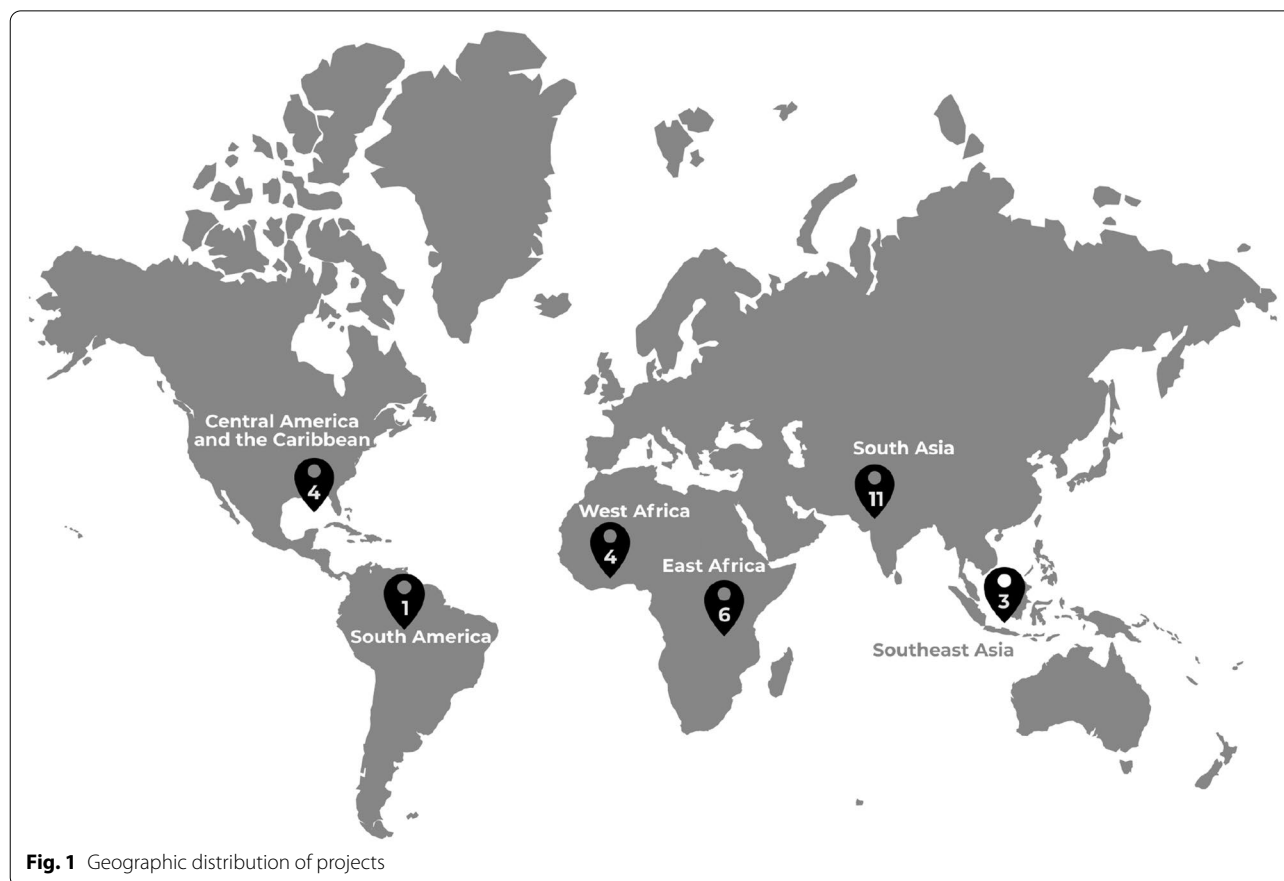 Central America
and the Caribbean
4
South Asia
11
West Africa
4
East Africa
6
1
South America
3
Southeast Asia
Fig. 1 Geographic distribution of projects